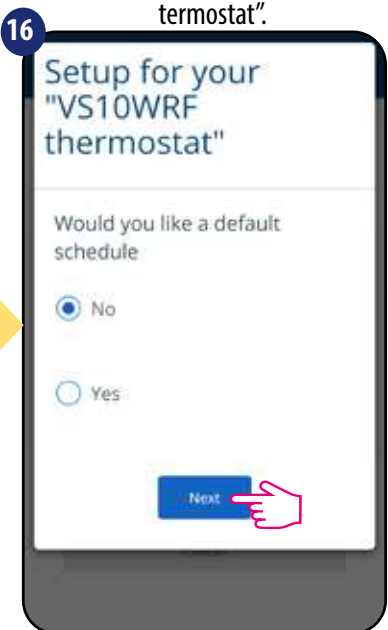 termostat”.
16
Setup for your
"VS10WRF
thermostat"
Would you like a default
schedule
No
Yes
Next